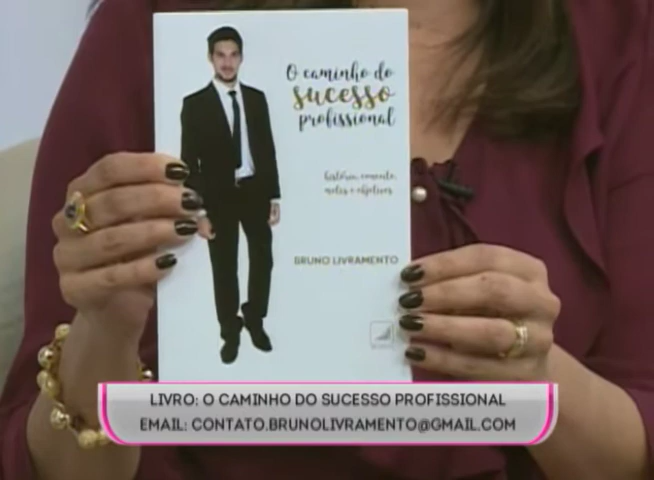 O caminho do
sucesso
profissional
história, comente,
metas e objetivos
BRUNO LIVRAMENTO
LIVRO: O CAMINHO DO SUCESSO PROFISSIONAL
EMAIL: CONTATO.BRUNOLIVRAMENTO@GMAIL.COM